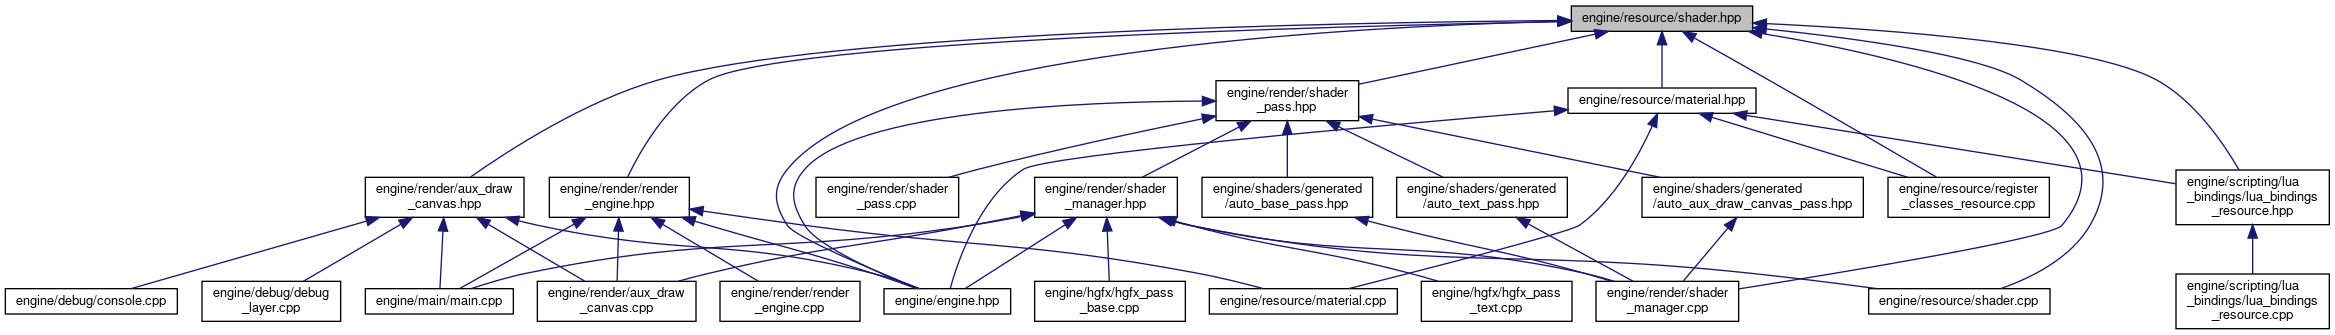 engine/resource/shader.hpp
engine/render/shader
_pass.hpp
engine/resource/material.hpp
engine/render/aux_draw
_canvas.hpp
engine/render/render
_engine.hpp
engine/render/shader
_pass.cpp
engine/render/shader
_manager.hpp
engine/shaders/generated
/auto_base_pass.hpp
engine/shaders/generated
/auto_text_pass.hpp
engine/shaders/generated
/auto_aux_draw_canvas_pass.hpp
engine/resource/register
_classes_resource.cpp
engine/scripting/lua
_bindings/lua_bindings
_resource.hpp
engine/debug/console.cpp
engine/debug/debug
_layer.cpp
engine/main/main.cpp
engine/render/aux_draw
_canvas.cpp
engine/render/render
_engine.cpp
engine/engine.hpp
engine/hgfx/hgfx_pass
_base.cpp
engine/resource/material.cpp
engine/hgfx/hgfx_pass
_text.cpp
engine/render/shader
_manager.cpp
engine/resource/shader.cpp
engine/scripting/lua
_bindings/lua_bindings
_resource.cpp